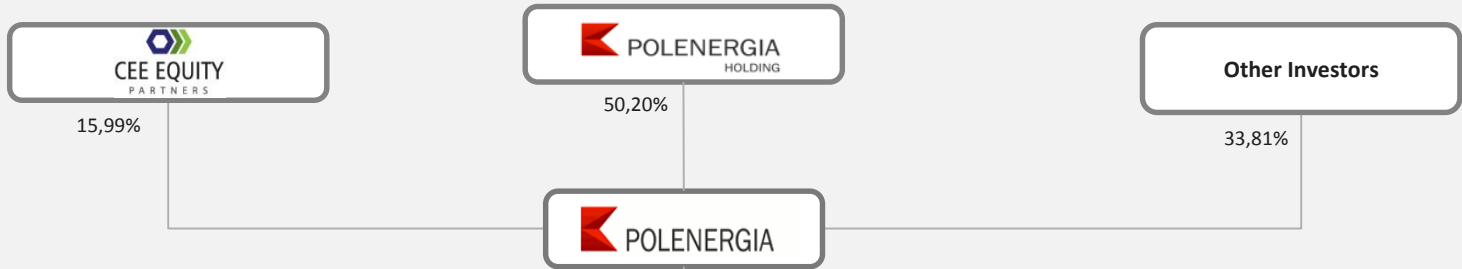 CEE EQUITY
PARTNERS
15,99%
POLENERGIA
HOLDING
50,20%
Other Investors
33,81%
POLENERGIA